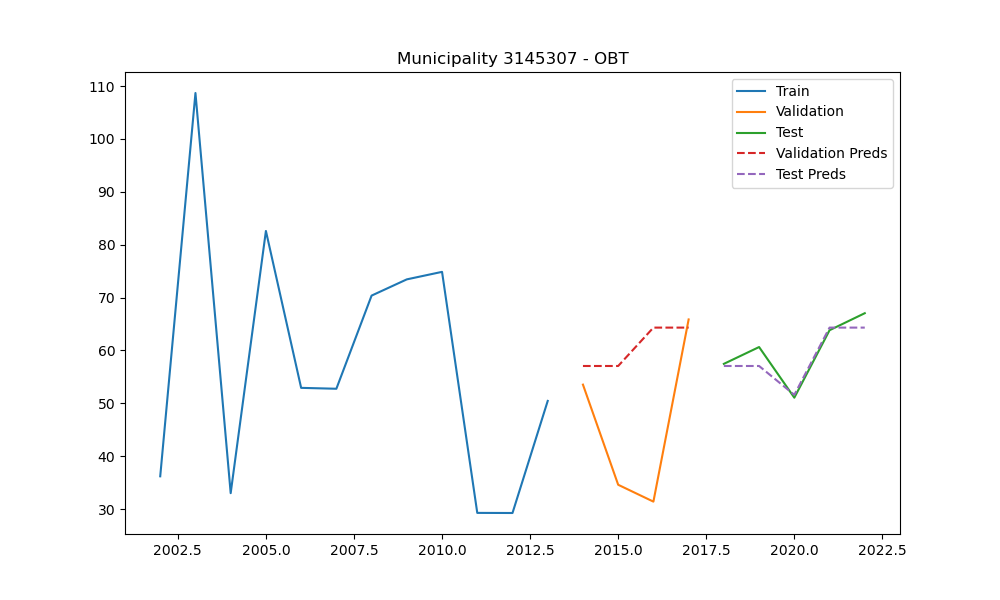 Municipality 3145307 - OBT
110
100
90
80
70
60
50
40
30
Train
Validation
Test
Validation Preds
Test Preds
2002.5 2005.0 2007.5 2010.0 2012.5 2015.0 2017.5 2020.0 2022.5